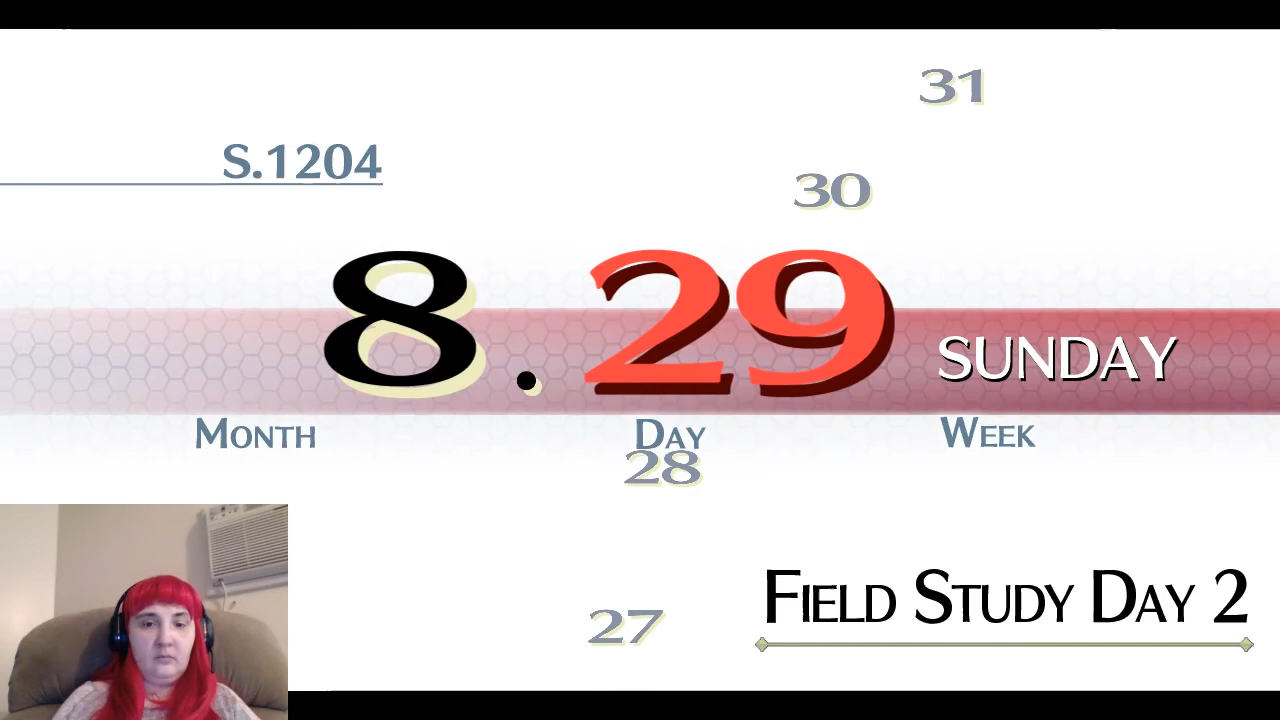 31
S.1204
30
8.29 SUNDAY
MONTH DAY WEEK
28
27
FIELD STUDY DAY 2